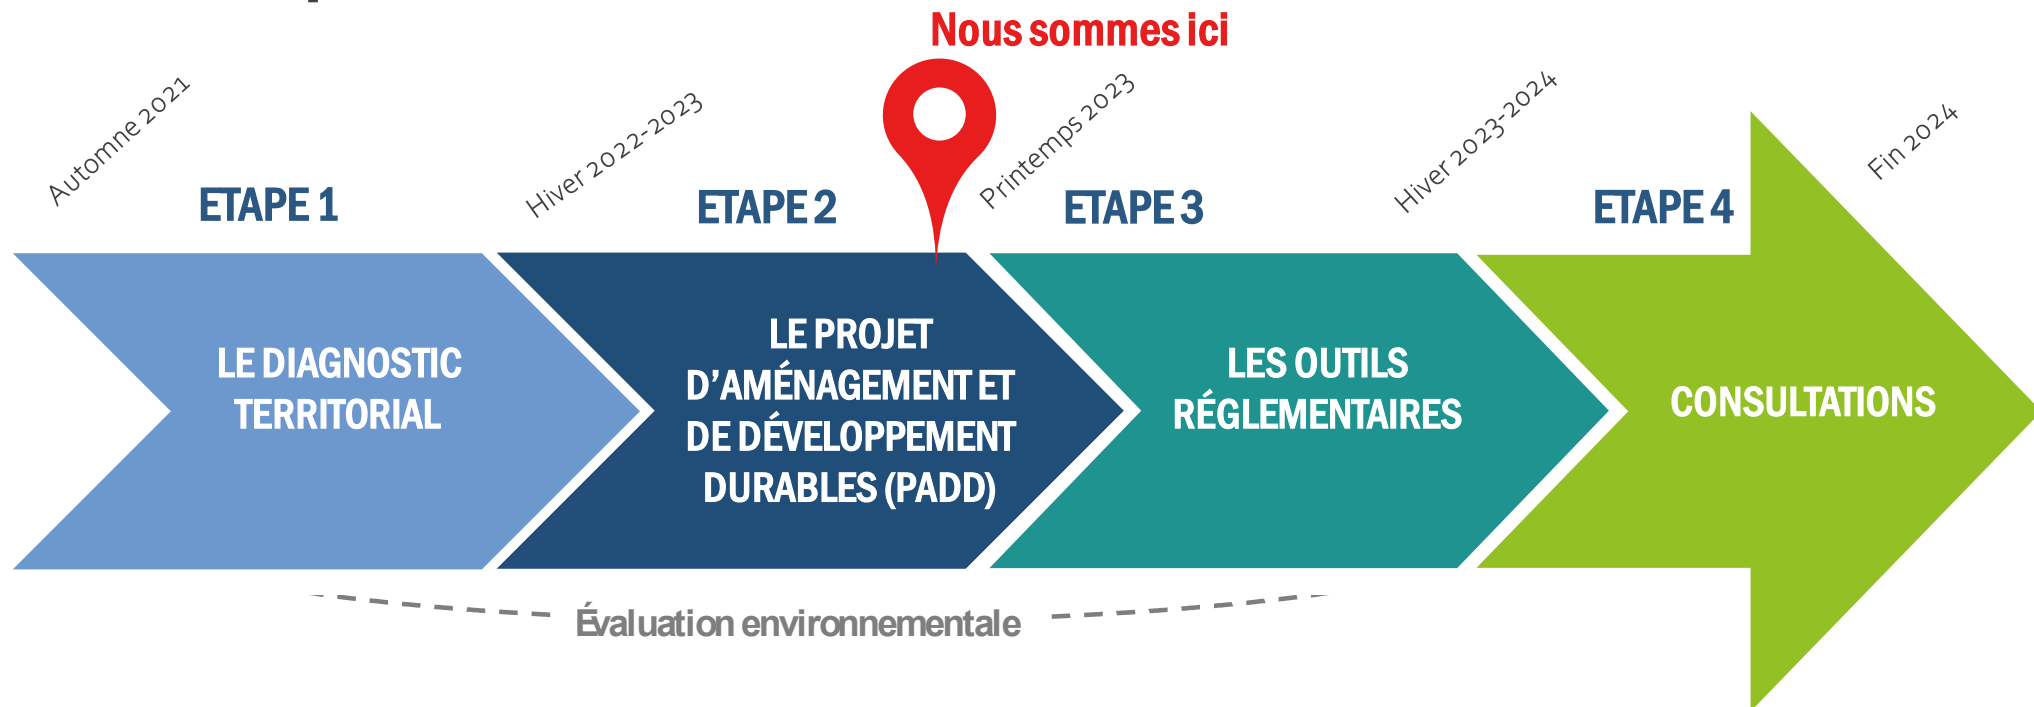 Nous sommes ici
Automne 2021
Hiver 2022-2023
Printemps 2023
Hiver 2023-2024
Fin 2024
ETAPE 1
ETAPE 2
ETAPE 3
ETAPE 4
LE DIAGNOSTIC
TERRITORIAL
LE PROJET
D’AMÉNAGEMENT ET
DE DÉVELOPPEMENT
DURABLES (PADD)
LES OUTILS
RÉGLEMENTAIRES
CONSULTATIONS
Évaluation environnementale